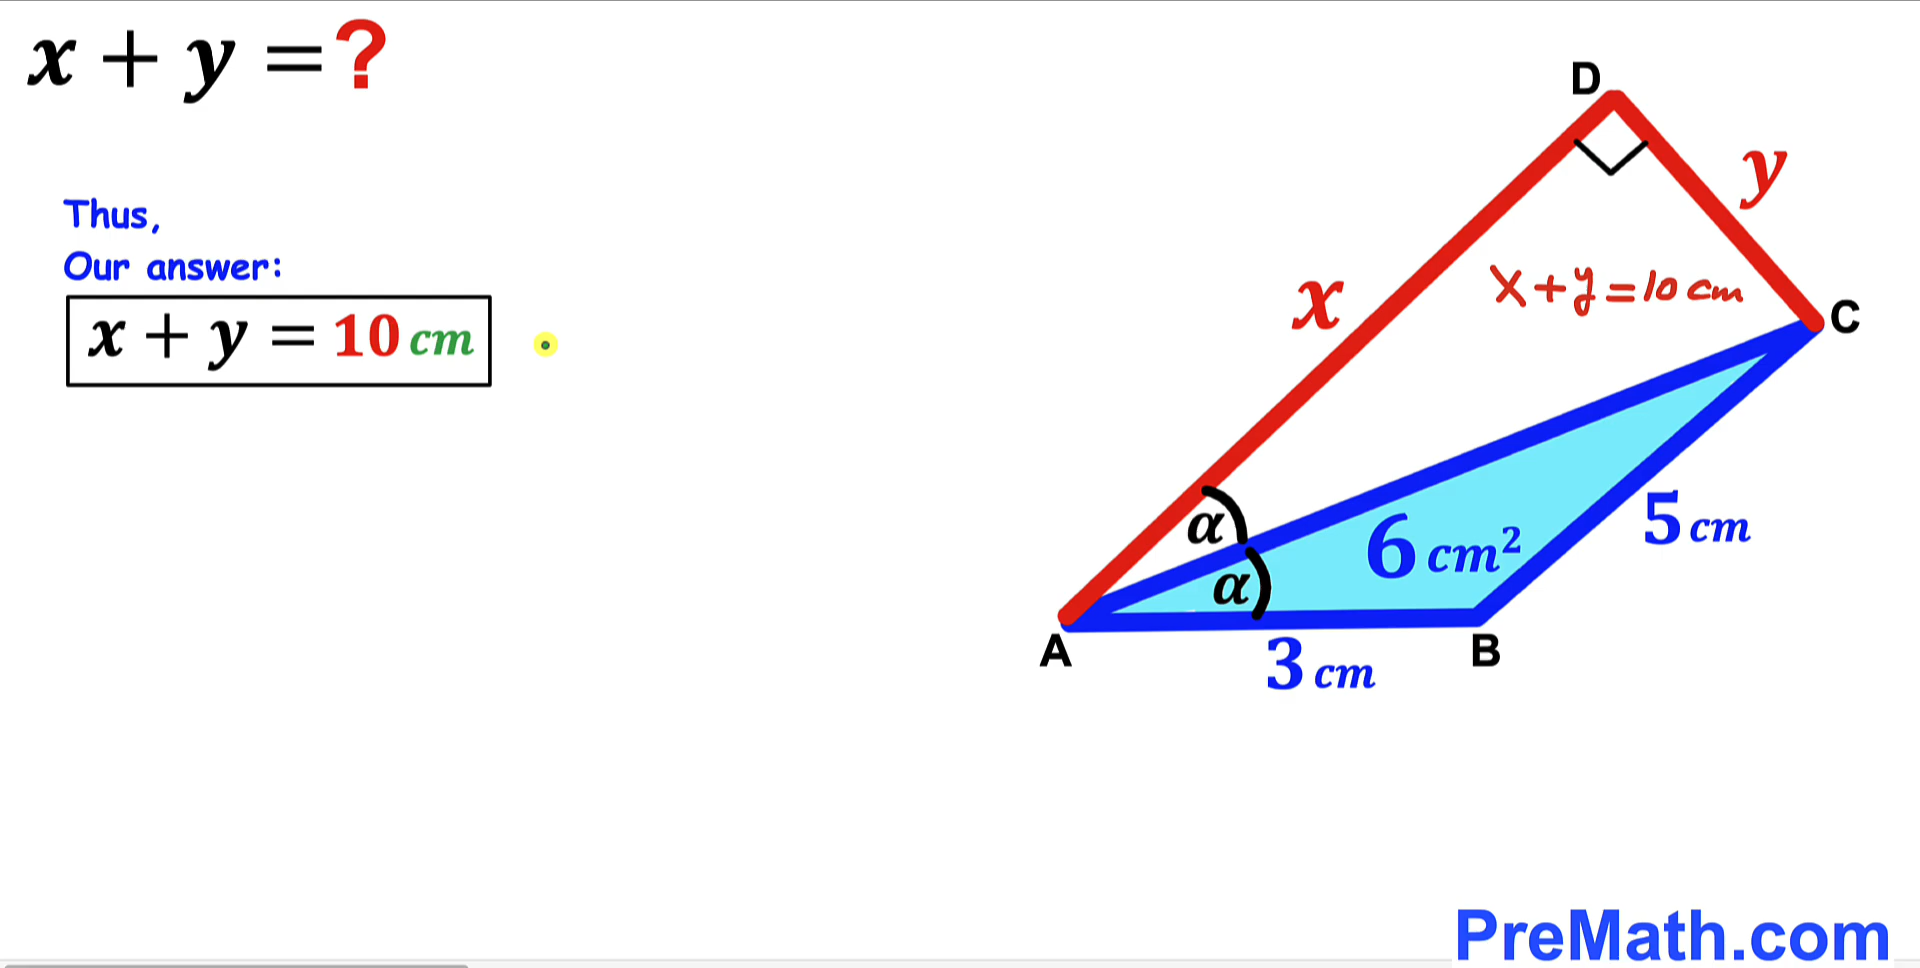 x + y = ?
Thus,
Our answer:
x + y = 10 cm
D
y
x
x + y = 10 cm
C
α
α
6 cm²
5 cm
A
3 cm
B
PreMath.com